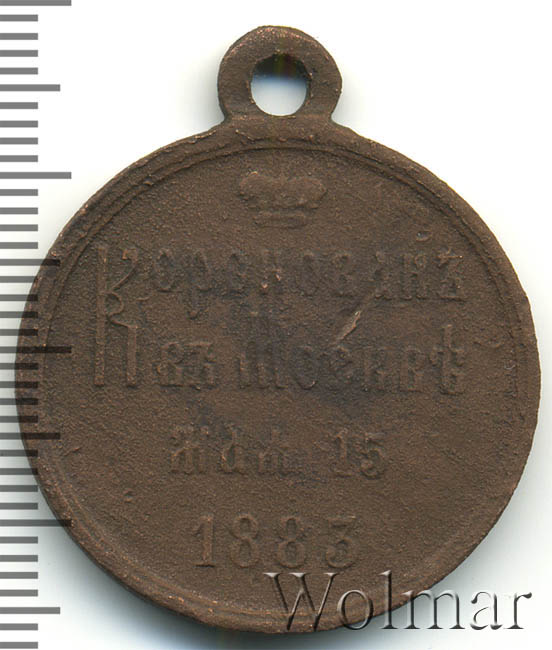 Коронованъ
въ Москвѣ
мая 15
1883
Wolmar